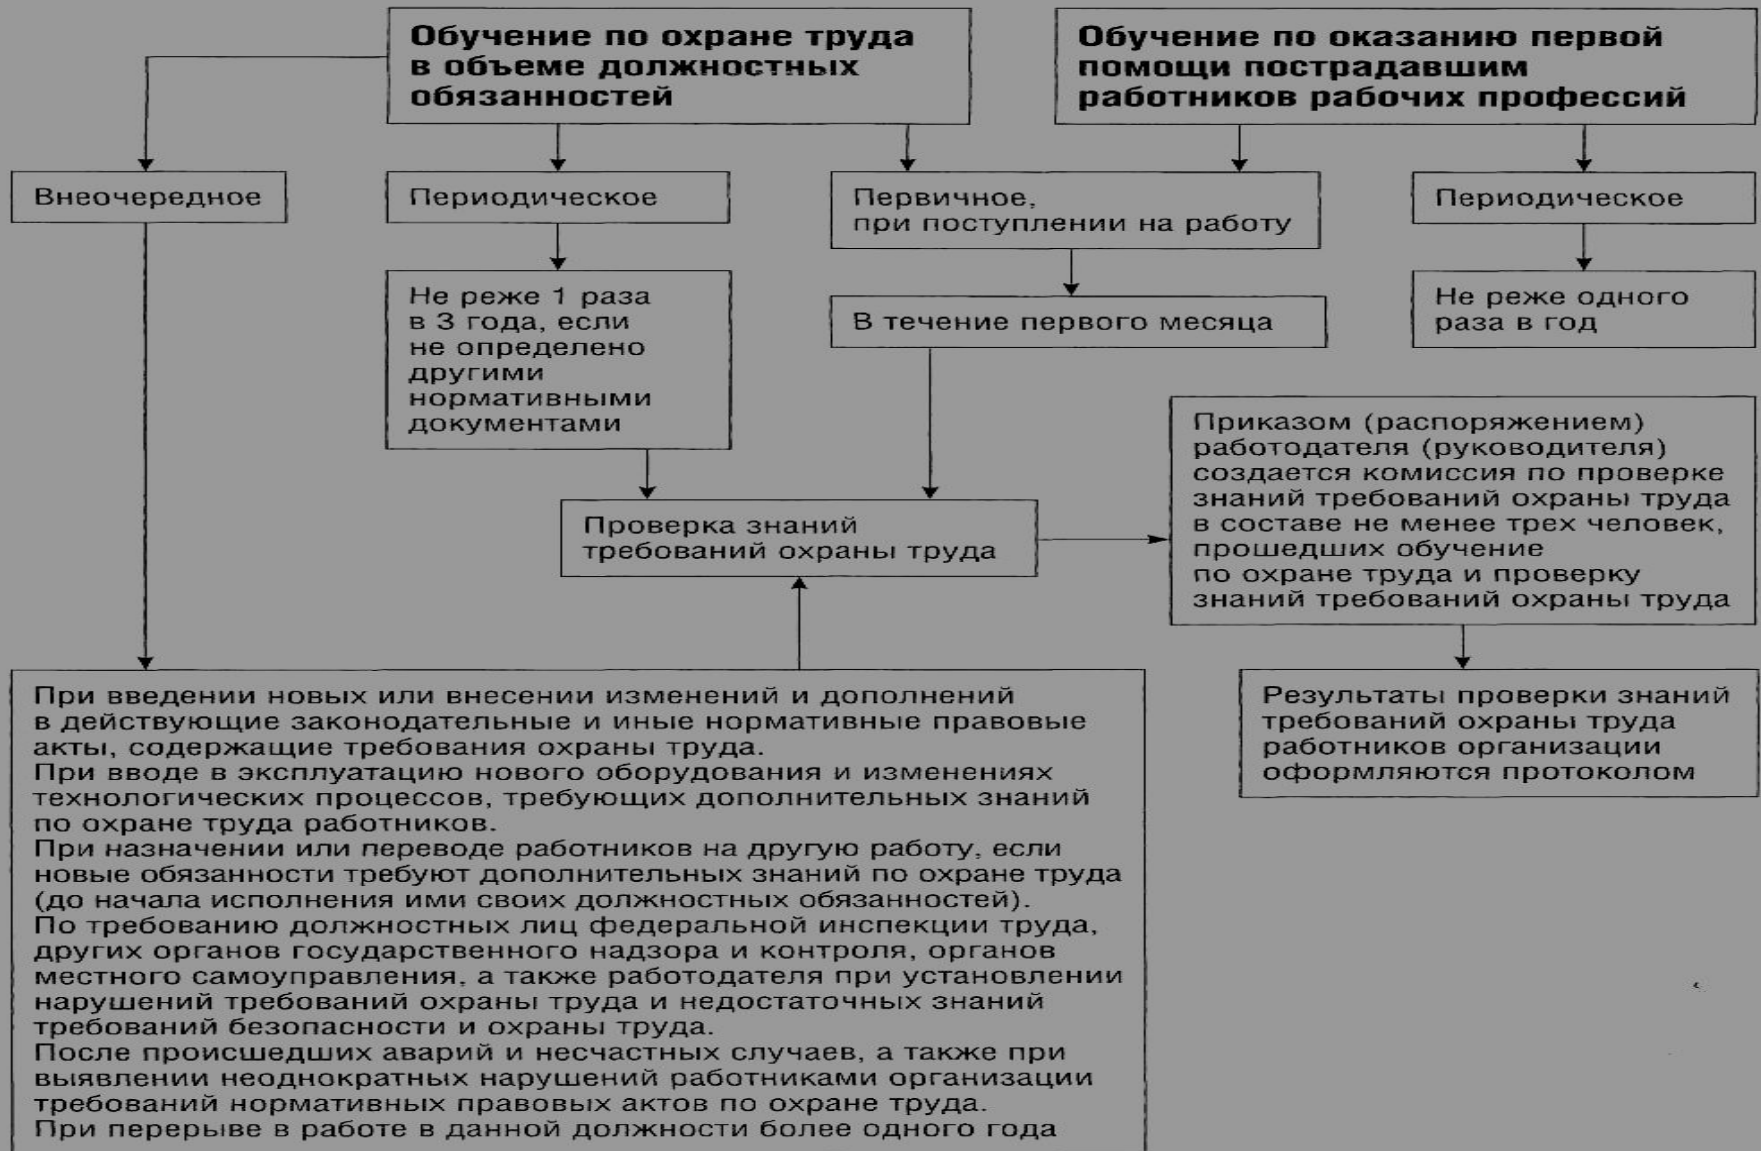 Обучение по охране труда
в объеме должностных
обязанностей
Обучение по оказанию первой
помощи пострадавшим
работников рабочих профессий
Внеочередное
Периодическое
Первичное,
при поступлении на работу
Периодическое
Не реже 1 раза
в 3 года, если
не определено
другими
нормативными
документами
В течение первого месяца
Не реже одного
раза в год
Приказом (распоряжением)
работодателя (руководителя)
создается комиссия по проверке
знаний требований охраны труда
в составе не менее трех человек,
прошедших обучение
по охране труда и проверку
знаний требований охраны труда
Проверка знаний
требований охраны труда
При введении новых или внесении изменений и дополнений
в действующие законодательные и иные нормативные правовые
акты, содержащие требования охраны труда.
При вводе в эксплуатацию нового оборудования и изменениях
технологических процессов, требующих дополнительных знаний
по охране труда работников.
При назначении или переводе работников на другую работу, если
новые обязанности требуют дополнительных знаний по охране труда
(до начала исполнения ими своих должностных обязанностей).
По требованию должностных лиц федеральной инспекции труда,
других органов государственного надзора и контроля, органов
местного самоуправления, а также работодателя при установлении
нарушений требований охраны труда и недостаточных знаний
требований безопасности и охраны труда.
После происшедших аварий и несчастных случаев, а также при
выявлении неоднократных нарушений работниками организации
требований нормативных правовых актов по охране труда.
При перерыве в работе в данной должности более одного года
Результаты проверки знаний
требований охраны труда
работников организации
оформляются протоколом